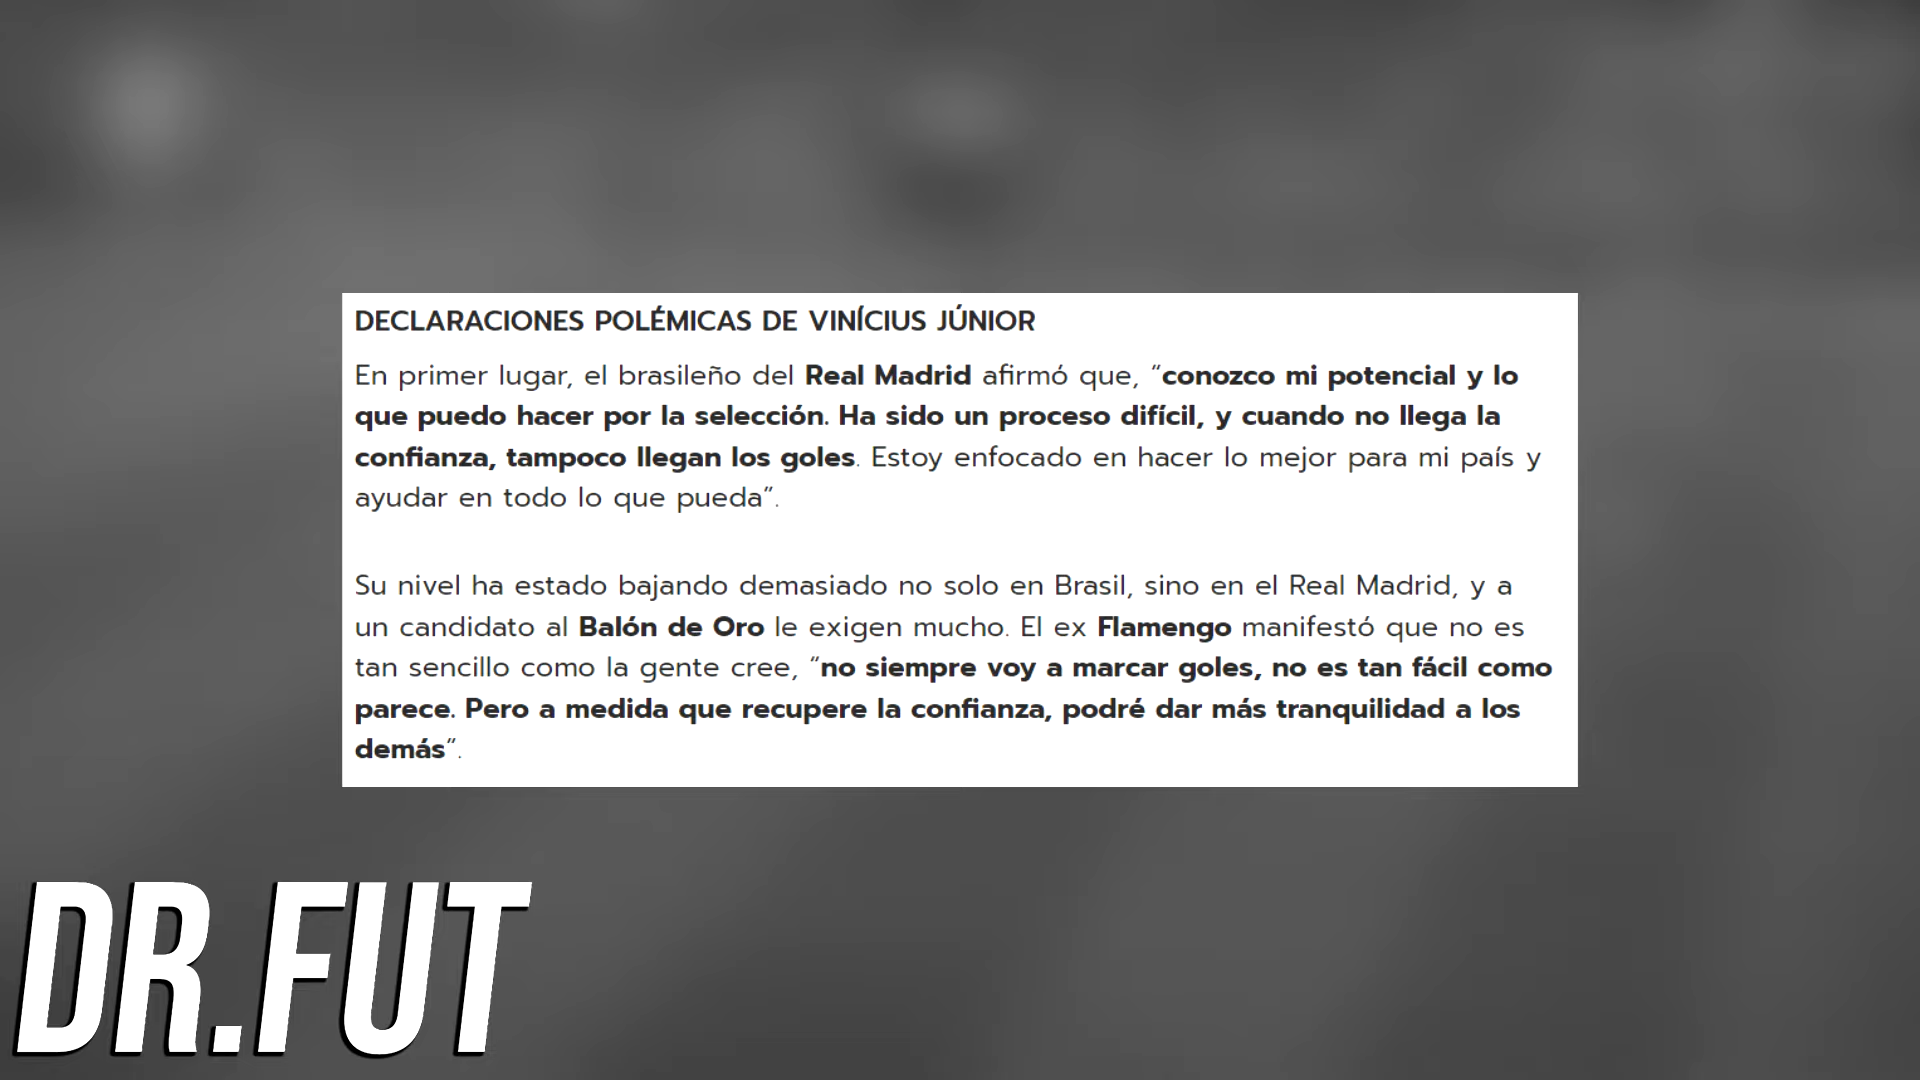 DECLARACIONES POLÉMICAS DE VINÍCIUS JÚNIOR
En primer lugar, el brasileño del Real Madrid afirmó que, “conozco mi potencial y lo
que puedo hacer por la selección. Ha sido un proceso difícil, y cuando no llega la
confianza, tampoco llegan los goles. Estoy enfocado en hacer lo mejor para mi país y
ayudar en todo lo que pueda”.
Su nivel ha estado bajando demasiado no solo en Brasil, sino en el Real Madrid, y a
un candidato al Balón de Oro le exigen mucho. El ex Flamengo manifestó que no es
tan sencillo como la gente cree, “no siempre voy a marcar goles, no es tan fácil como
parece. Pero a medida que recupere la confianza, podré dar más tranquilidad a los
demás”.
DR.FUT